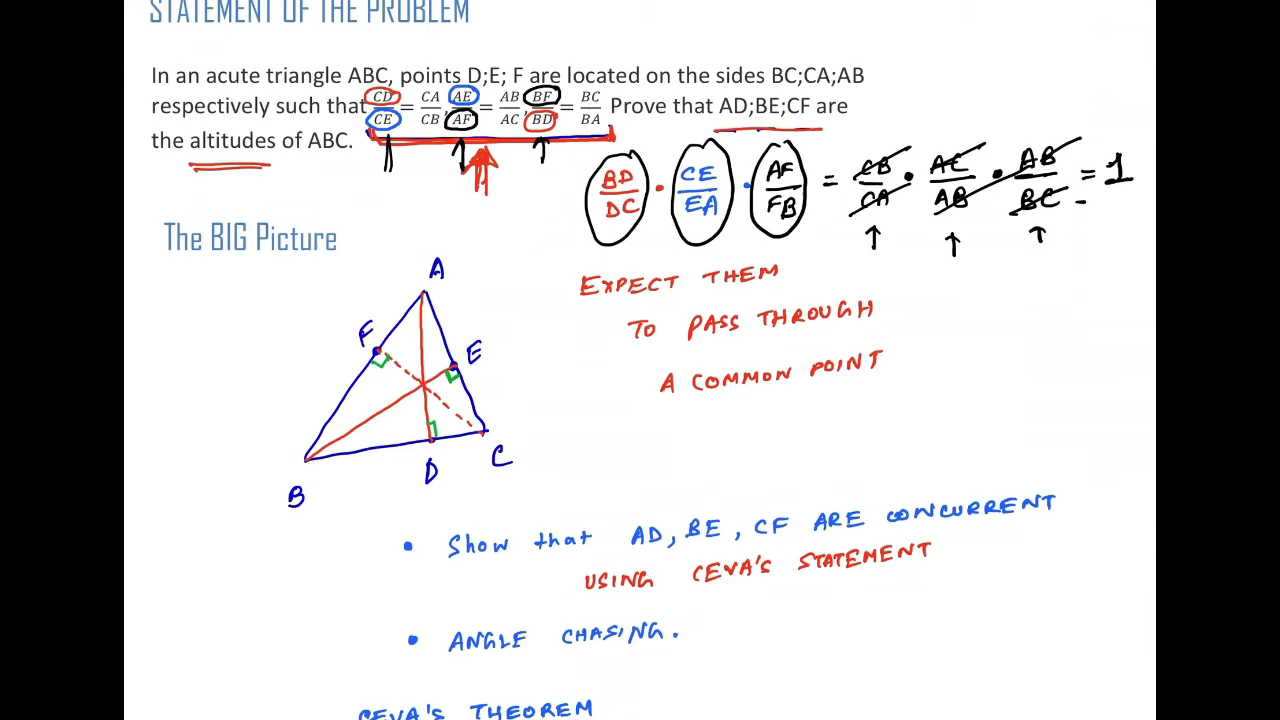 STATEMENT OF THE PROBLEM
In an acute triangle ABC, points D;E; F are located on the sides BC;CA;AB
respectively such that CD/CE = CA/CB, AE/AF = AB/AC, BF/BD = BC/BA Prove that AD;BE;CF are
the altitudes of ABC.
BD/DC · CE/EA · AF/FB = CB/CA · AC/AB · AB/BC = 1
The BIG Picture
EXPECT THEM
TO PASS THROUGH
A COMMON POINT
A
F
E
B
D
C
• Show that AD, BE, CF ARE CONCURRENT
USING CEVA'S STATEMENT
• ANGLE CHASING.
CEVA'S THEOREM